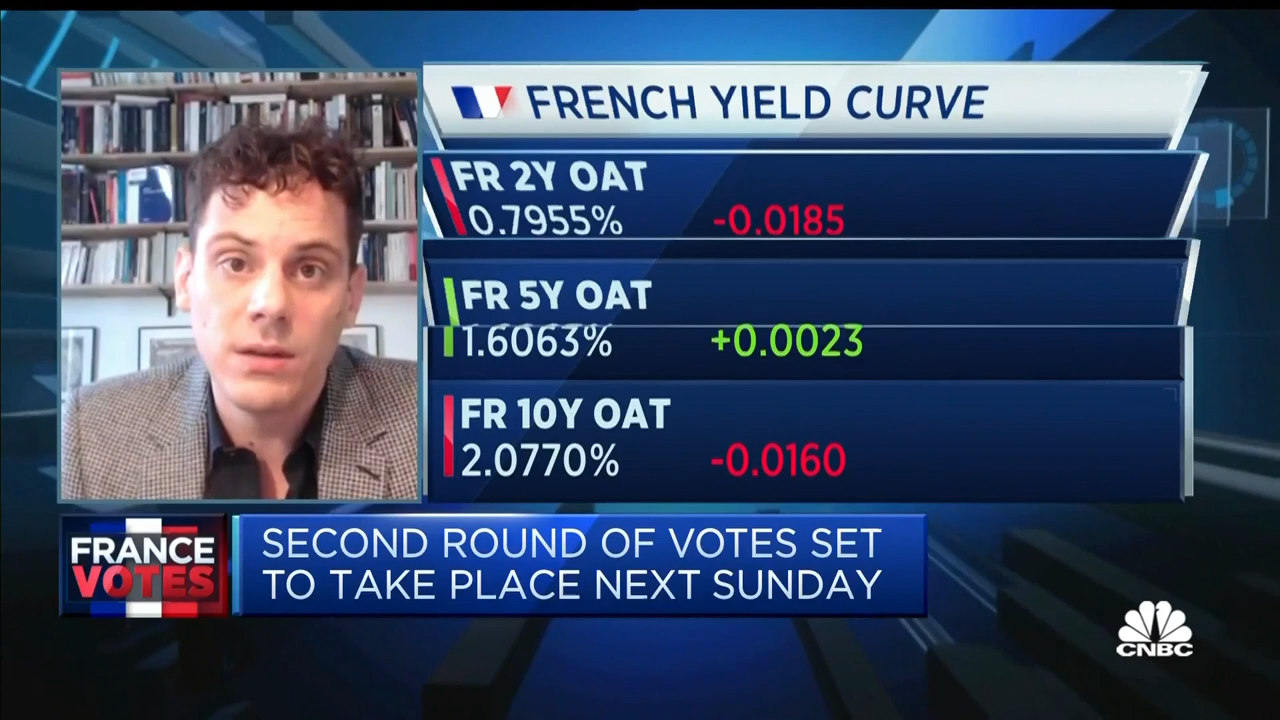 FRENCH YIELD CURVE
FR 2Y OAT
0.7955% -0.0185
FR 5Y OAT
1.6063% +0.0023
FR 10Y OAT
2.0770% -0.0160
FRANCE
VOTES
SECOND ROUND OF VOTES SET
TO TAKE PLACE NEXT SUNDAY
CNBC